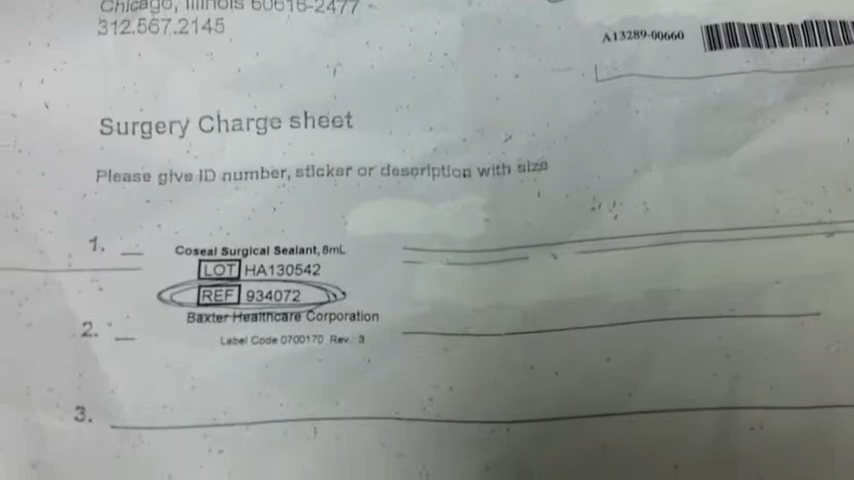 Chicago, Illinois 60616-2477
312.567.2145
A13289-00660
Surgery Charge sheet
Please give ID number, sticker or description with size
1.
Coseal Surgical Sealant, 8mL
LOT HA130542
REF 934072
Baxter Healthcare Corporation
2.
Label Code 0700170 Rev. 3
3.